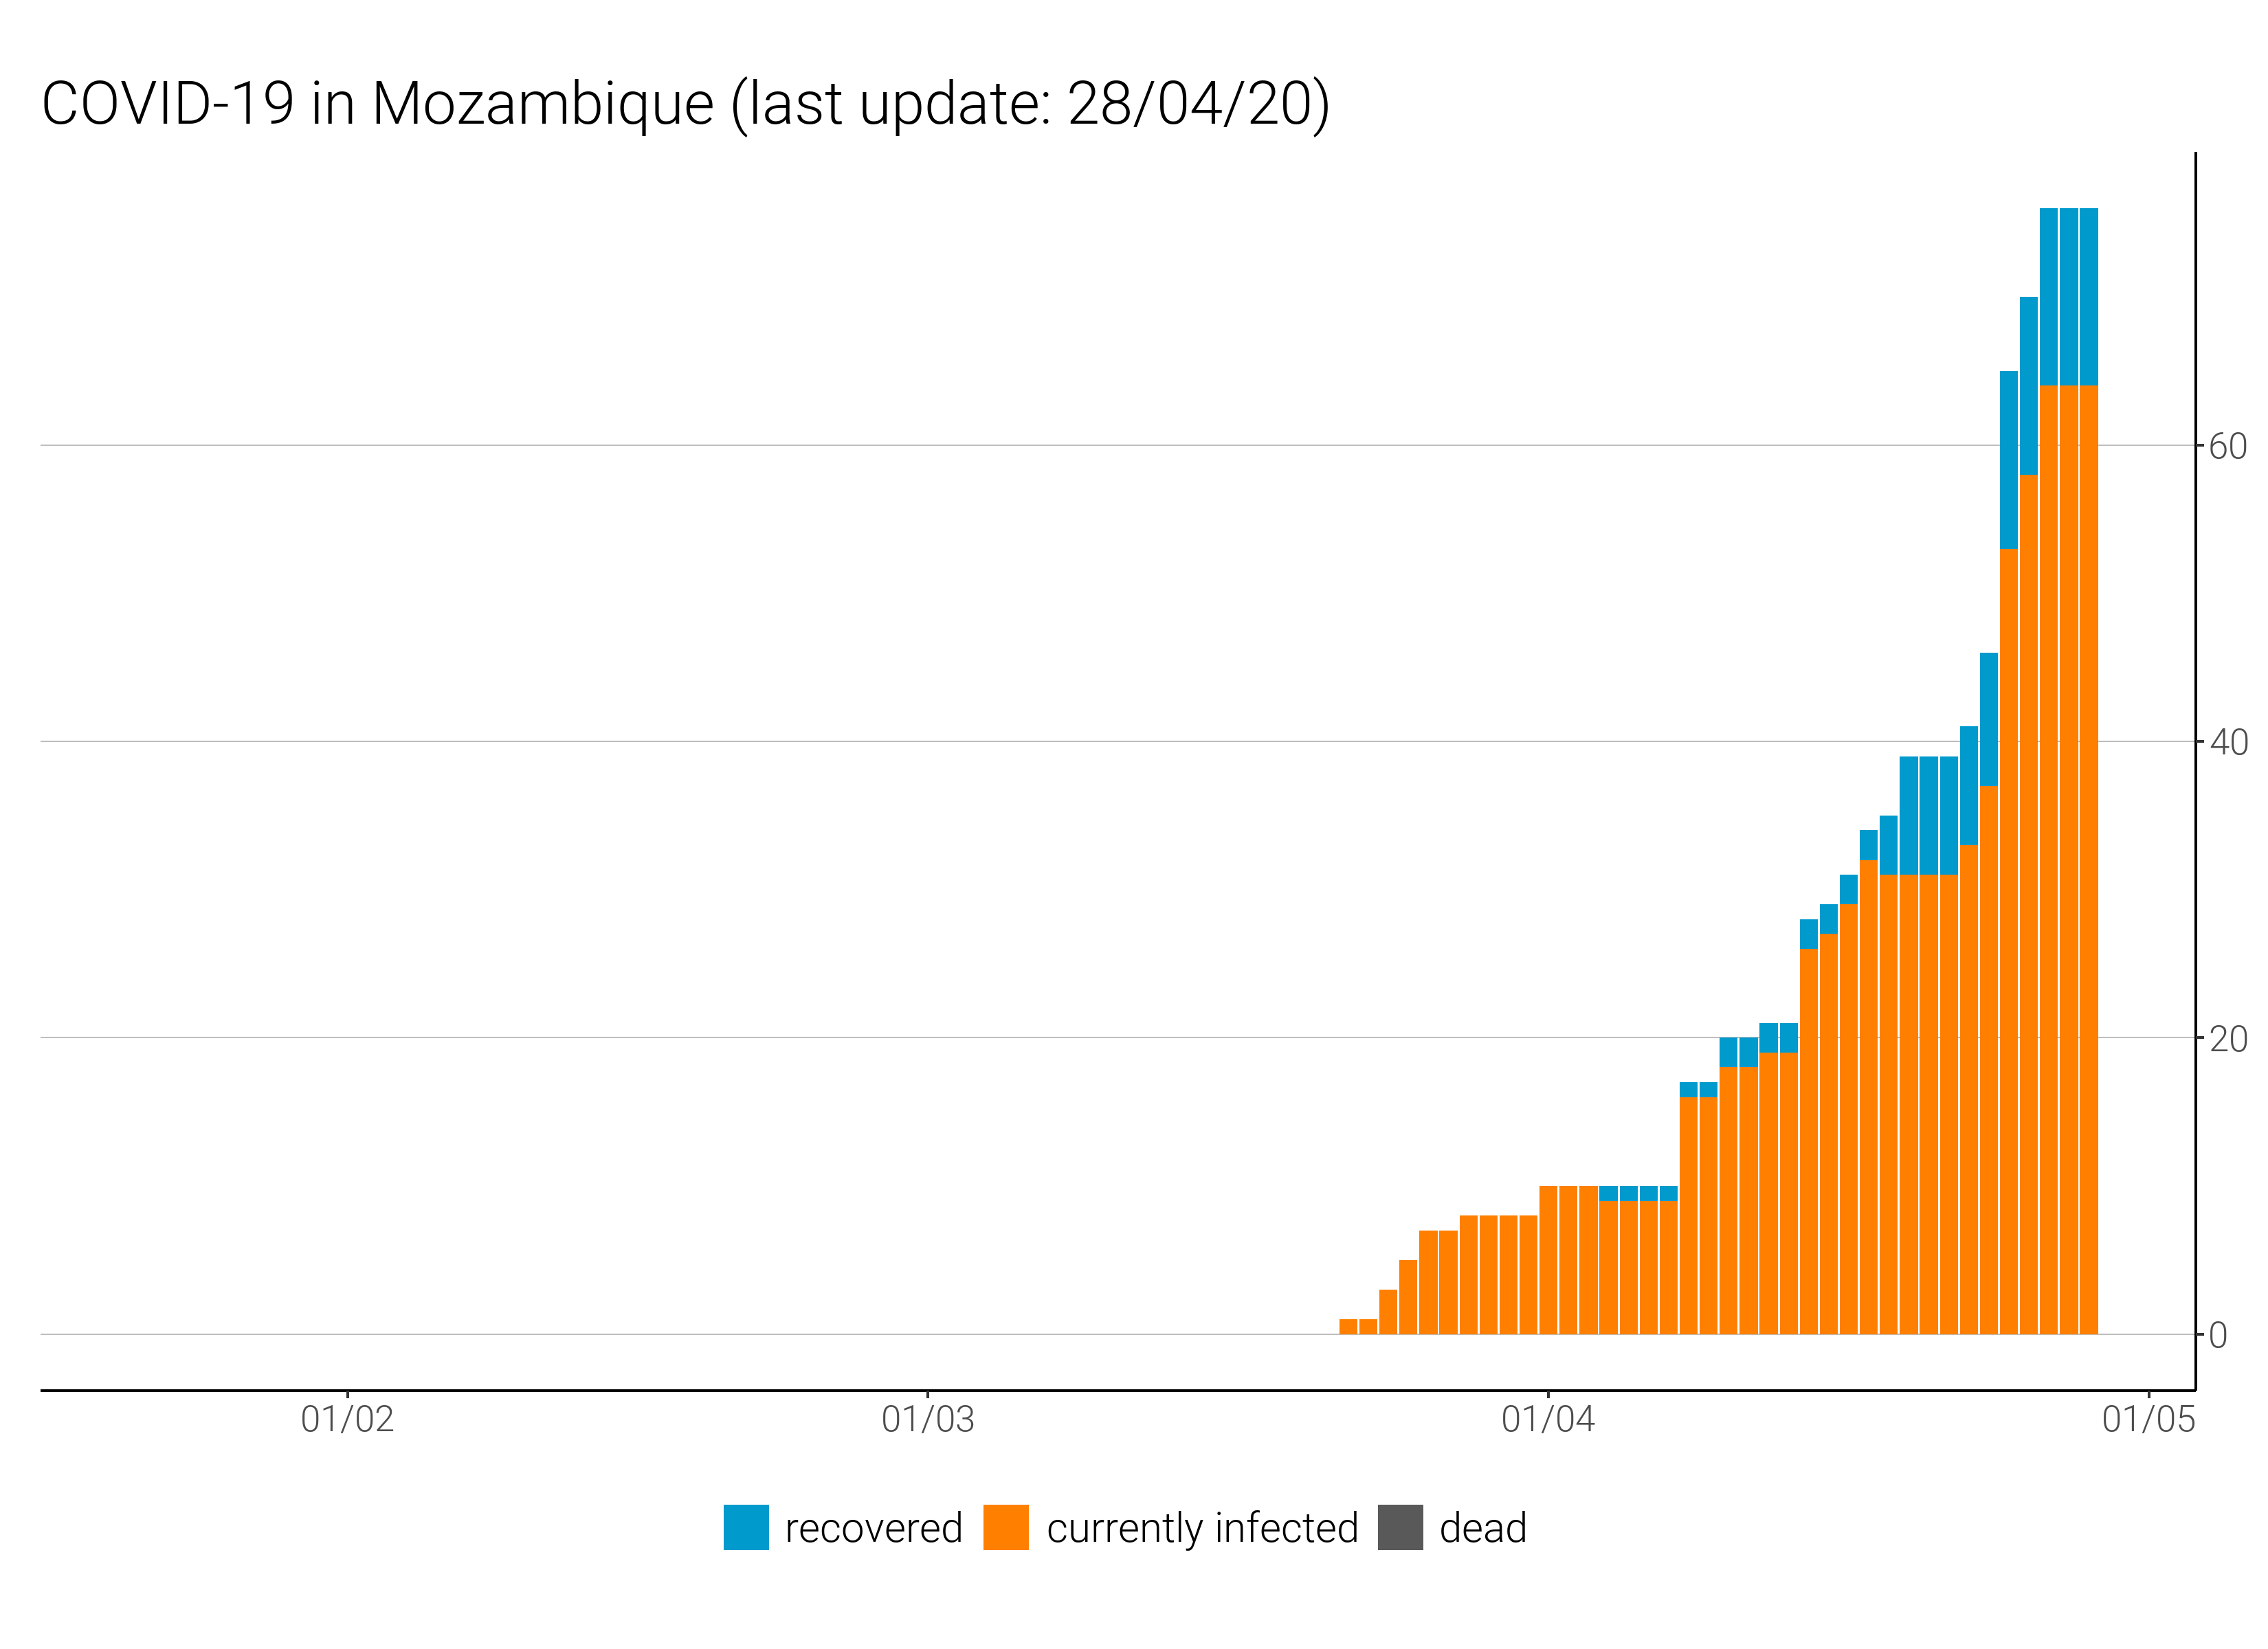 COVID-19 in Mozambique (last update: 28/04/20)
60
40
20
0
01/02 01/03 01/04 01/05
recovered currently infected dead